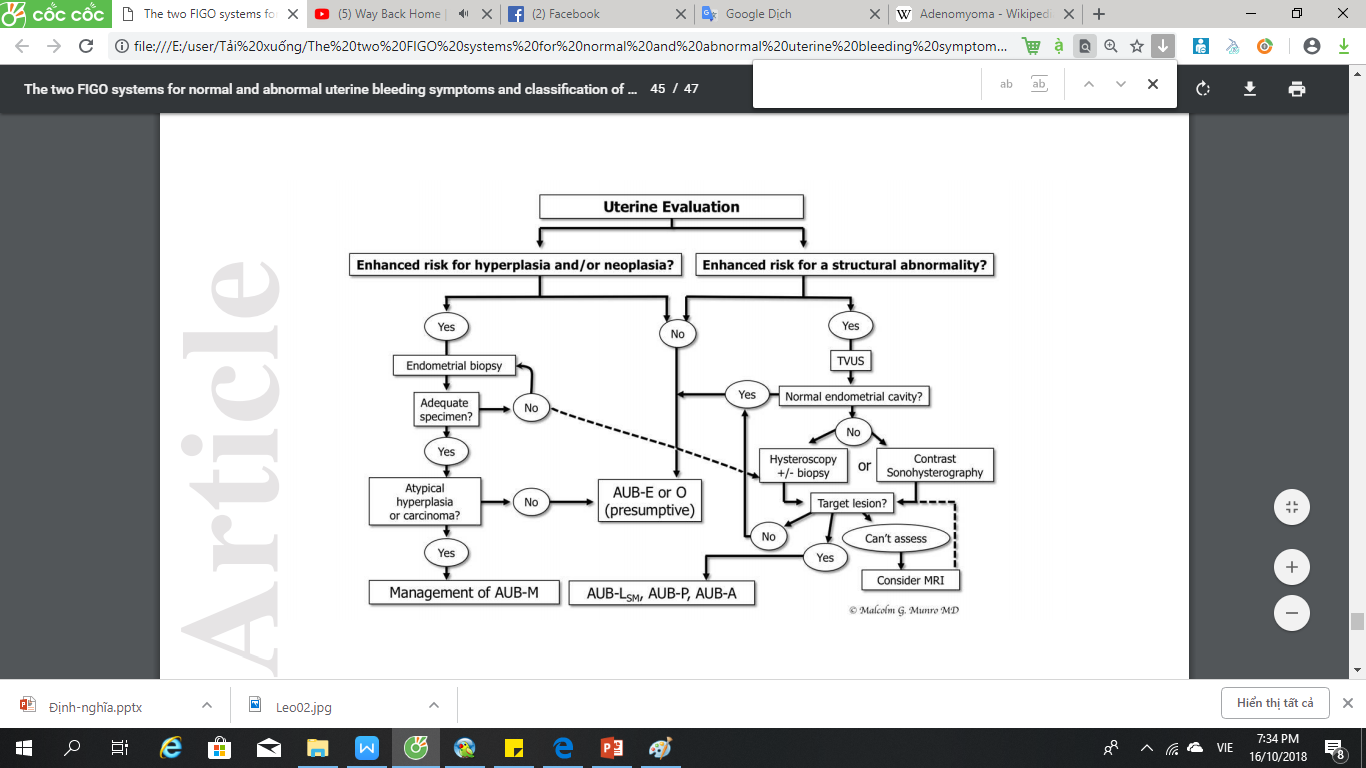 cốc cốc
The two FIGO systems fo
(5) Way Back Home |
(2) Facebook
Google Dịch
W Adenomyoma - Wikipedi
file:///E:/user/Tải%20xuống/The%20two%20FIGO%20systems%20for%20normal%20and%20abnormal%20uterine%20bleeding%20symptom...
The two FIGO systems for normal and abnormal uterine bleeding symptoms and classification of ...
45 / 47
ab
ab
Article
Uterine Evaluation
Enhanced risk for hyperplasia and/or neoplasia?
Enhanced risk for a structural abnormality?
Yes
No
Yes
Endometrial biopsy
TVUS
Adequate
specimen?
No
Yes
Normal endometrial cavity?
Yes
No
Hysteroscopy
+/- biopsy
or
Contrast
Sonohysterography
Atypical
hyperplasia
or carcinoma?
No
AUB-E or O
(presumptive)
Target lesion?
No
Yes
Can't assess
Yes
Consider MRI
Management of AUB-M
AUB-LSM, AUB-P, AUB-A
© Malcolm G. Munro MD
Định-nghĩa.pptx
Leo02.jpg
Hiển thị tất cả
VIE
7:34 PM
16/10/2018
8